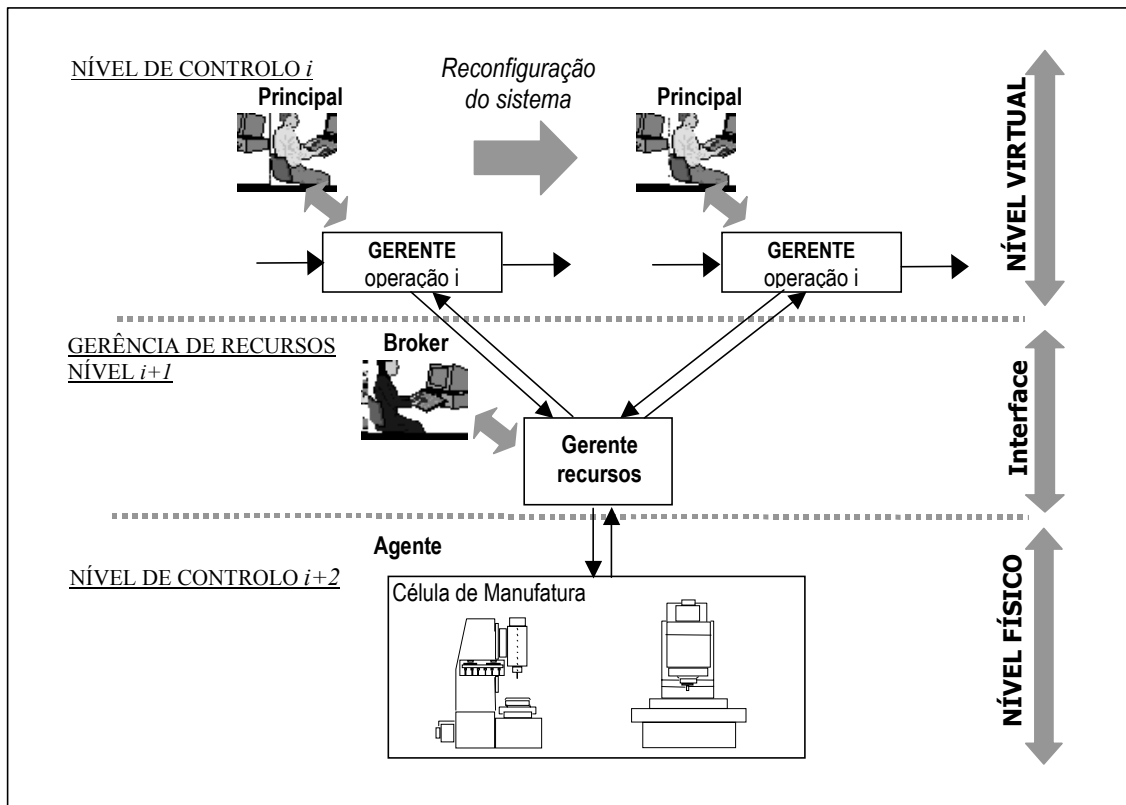 NÍVEL DE CONTROLO i
Reconfiguração
do sistema
Principal
Principal
GERENTE
operação i
GERENTE
operação i
NÍVEL VIRTUAL
GERÊNCIA DE RECURSOS
NÍVEL i+1
Broker
Gerente
recursos
Interface
Agente
NÍVEL DE CONTROLO i+2
Célula de Manufatura
NÍVEL FÍSICO